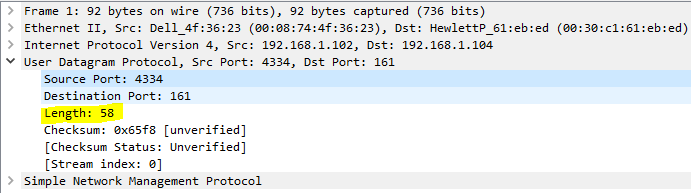 Frame 1: 92 bytes on wire (736 bits), 92 bytes captured (736 bits)
Ethernet II, Src: Dell_4f:36:23 (00:08:74:4f:36:23), Dst: HewlettP_61:eb:ed (00:30:c1:61:eb:ed)
Internet Protocol Version 4, Src: 192.168.1.102, Dst: 192.168.1.104
User Datagram Protocol, Src Port: 4334, Dst Port: 161
Source Port: 4334
Destination Port: 161
Length: 58
Checksum: 0x65f8 [unverified]
[Checksum Status: Unverified]
[Stream index: 0]
Simple Network Management Protocol